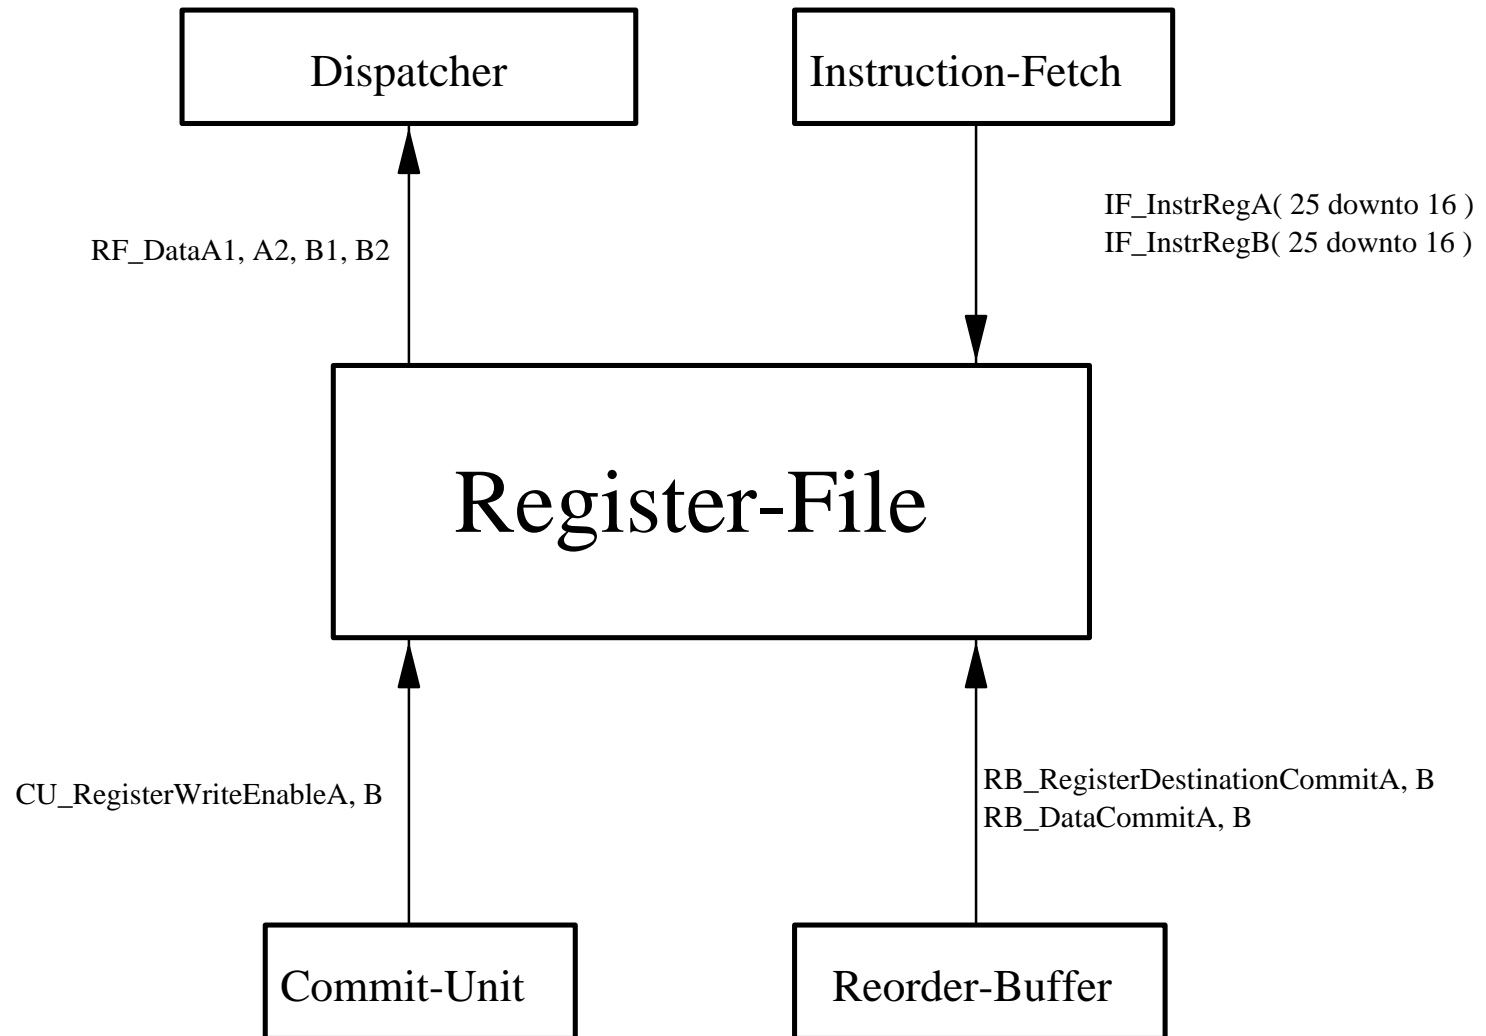 Dispatcher
Instruction-Fetch
IF_InstrRegA( 25 downto 16 )
IF_InstrRegB( 25 downto 16 )
RF_DataA1, A2, B1, B2
Register-File
CU_RegisterWriteEnableA, B
RB_RegisterDestinationCommitA, B
RB_DataCommitA, B
Commit-Unit
Reorder-Buffer